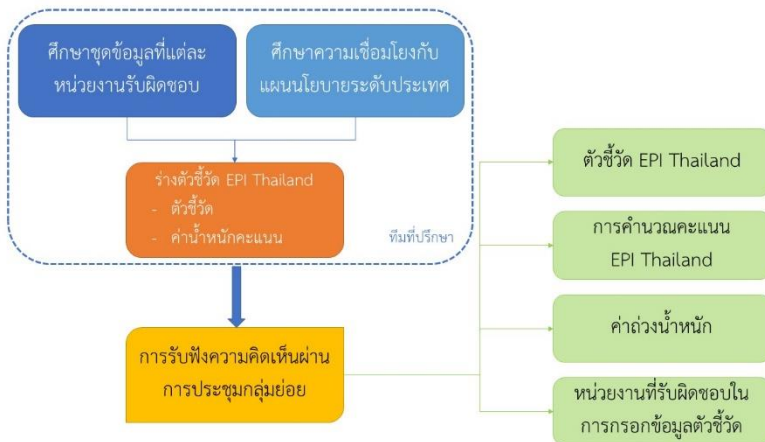 ศึกษาชุดข้อมูลที่แต่ละ
หน่วยงานรับผิดชอบ
ศึกษาความเชื่อมโยงกับ
แผนนโยบายระดับประเทศ
ร่างตัวชี้วัด EPI Thailand
- ตัวชี้วัด
- ค่าน้ำหนักคะแนน
ทีมที่ปรึกษา
การรับฟังความคิดเห็นผ่าน
การประชุมกลุ่มย่อย
ตัวชี้วัด EPI Thailand
การคำนวณคะแนน
EPI Thailand
ค่าถ่วงน้ำหนัก
หน่วยงานที่รับผิดชอบใน
การกรอกข้อมูลตัวชี้วัด